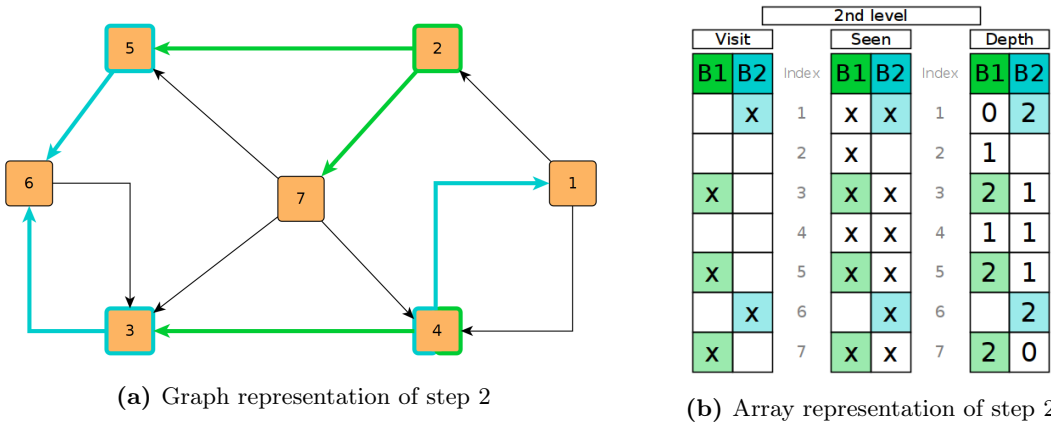 5
2
6
7
1
3
4
(a) Graph representation of step 2
2nd level
Visit Seen Depth
B1 B2 Index B1 B2 Index B1 B2
x 1 x x 1 0 2
2 x 2 1
x 3 x x 3 2 1
4 x x 4 1 1
x 5 x x 5 2 1
x 6 x 6 2
x 7 x x 7 2 0
(b) Array representation of step 2